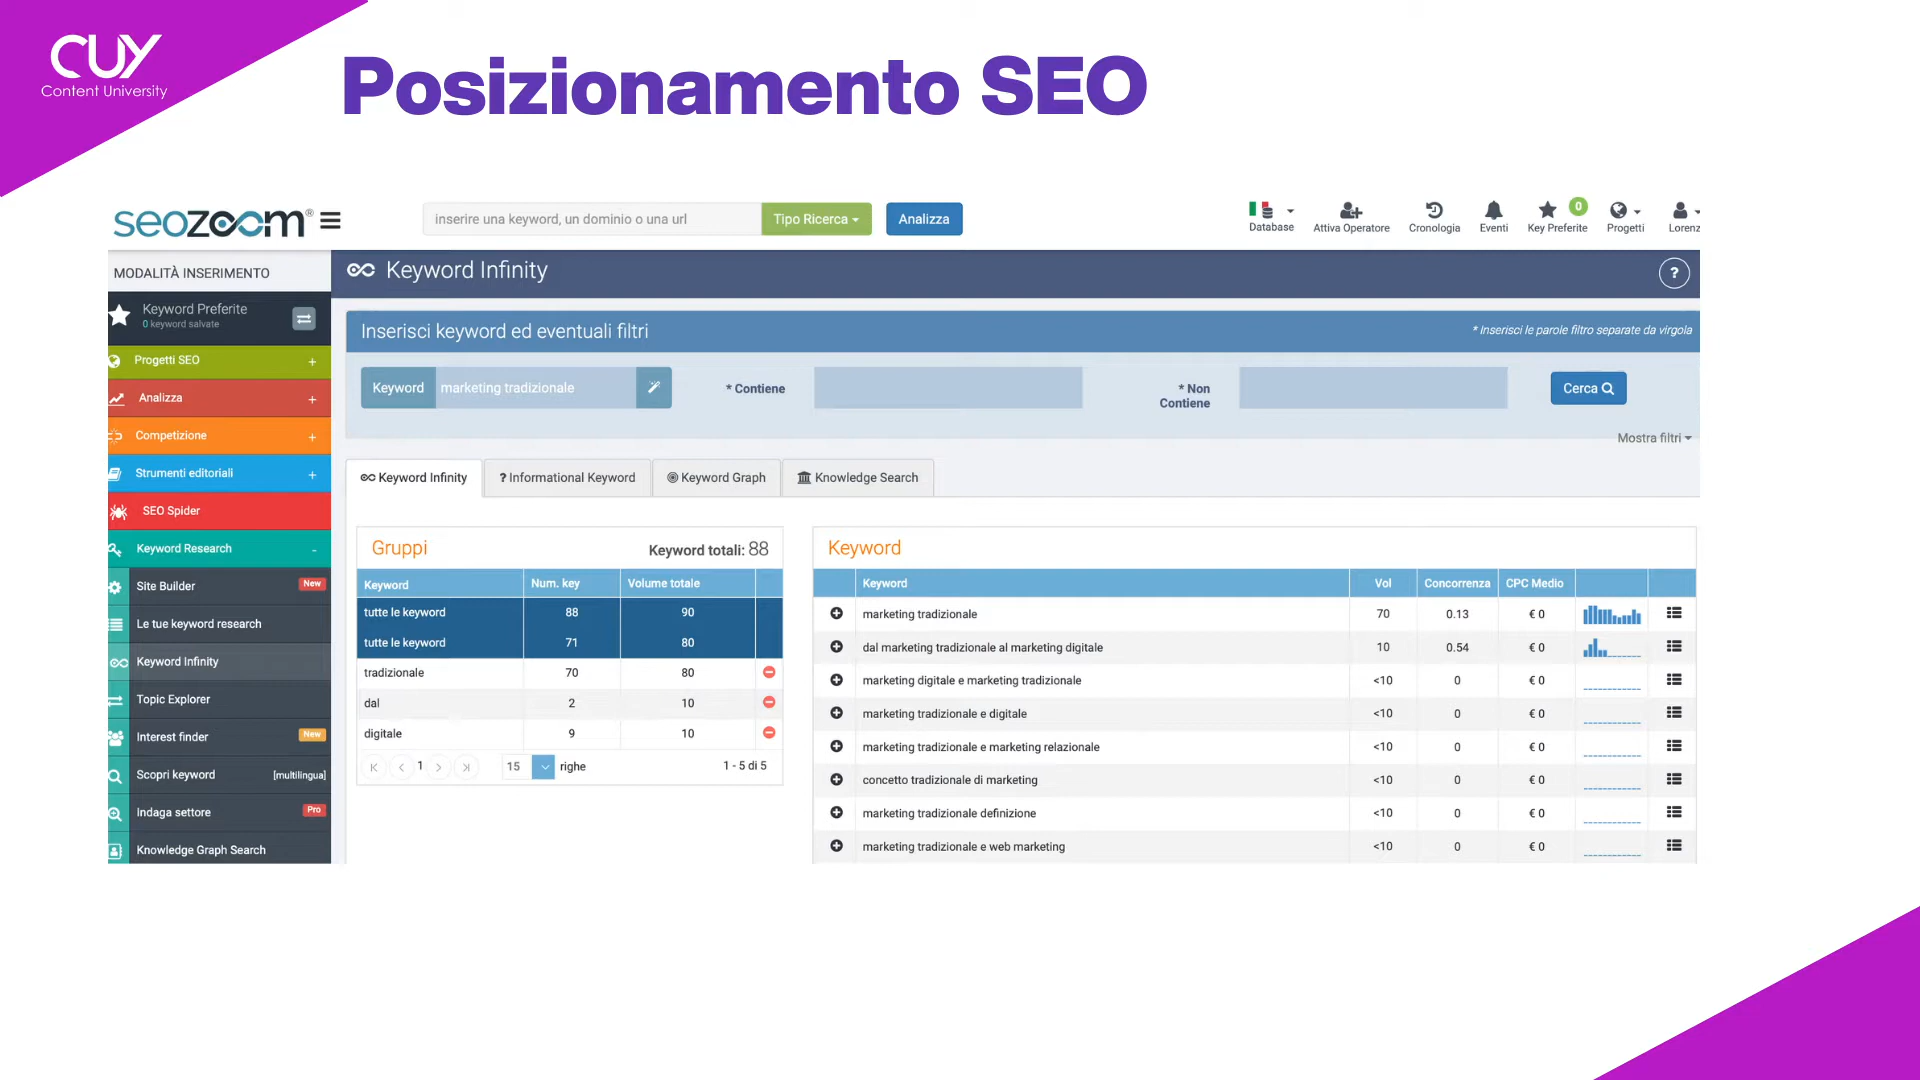 CUY
Content University
Posizionamento SEO
seozoom®
inserire una keyword, un dominio o una url
Tipo Ricerca
Analizza
Database
Attiva Operatore
Cronologia
Eventi
0
Key Preferite
Progetti
Lorenz
MODALITÀ INSERIMENTO
Keyword Preferite
0 keyword salvate
Progetti SEO +
Analizza +
Competizione +
Strumenti editoriali +
SEO Spider
Keyword Research -
Site Builder New
Le tue keyword research
Keyword Infinity
Topic Explorer
Interest finder New
Scopri keyword [multilingua]
Indaga settore Pro
Knowledge Graph Search
Keyword Infinity
?
Inserisci keyword ed eventuali filtri
* Inserisci le parole filtro separate da virgola
Keyword marketing tradizionale
* Contiene
* Non
Contiene
Cerca
Mostra filtri
Keyword Infinity
? Informational Keyword
Keyword Graph
Knowledge Search
Gruppi
Keyword totali: 88
Keyword Num. key Volume totale
tutte le keyword 88 90
tutte le keyword 71 80
tradizionale 70 80
dal 2 10
digitale 9 10
1 15 righe 1 - 5 di 5
Keyword
Keyword Vol Concorrenza CPC Medio
marketing tradizionale 70 0.13 € 0
dal marketing tradizionale al marketing digitale 10 0.54 € 0
marketing digitale e marketing tradizionale <10 0 € 0
marketing tradizionale e digitale <10 0 € 0
marketing tradizionale e marketing relazionale <10 0 € 0
concetto tradizionale di marketing <10 0 € 0
marketing tradizionale definizione <10 0 € 0
marketing tradizionale e web marketing <10 0 € 0